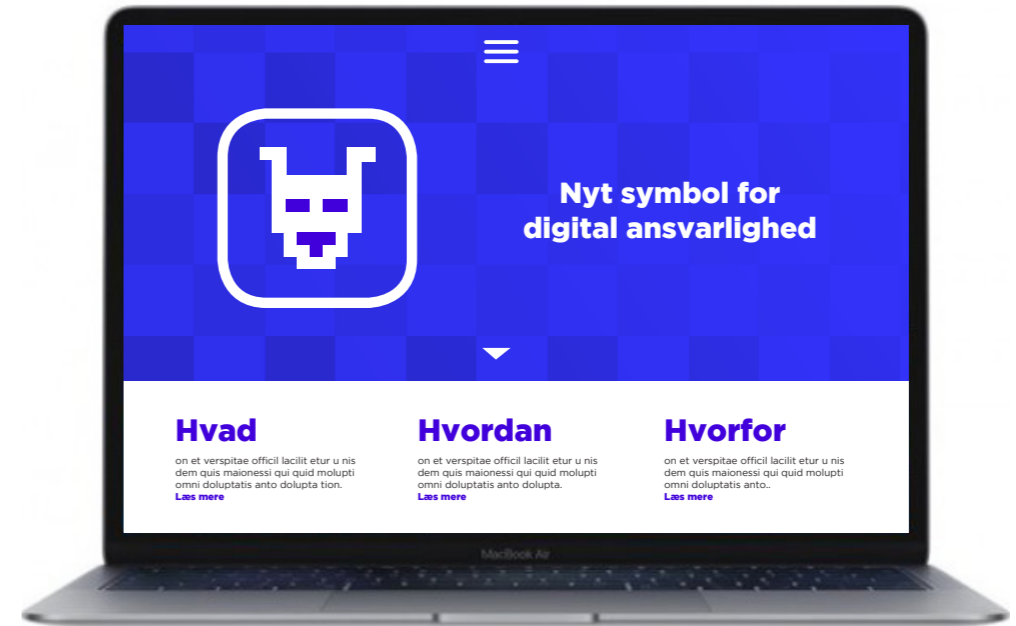 Nyt symbol for
digital ansvarlighed
Hvad
on et verspitae officil lacilit etur u nis
dem quis maionessi qui quid molupti
omni doluptatis anto dolupta tion.
Læs mere
Hvordan
on et verspitae officil lacilit etur u nis
dem quis maionessi qui quid molupti
omni doluptatis anto dolupta.
Læs mere
Hvorfor
on et verspitae officil lacilit etur u nis
dem quis maionessi qui quid molupti
omni doluptatis anto..
Læs mere
MacBook Air